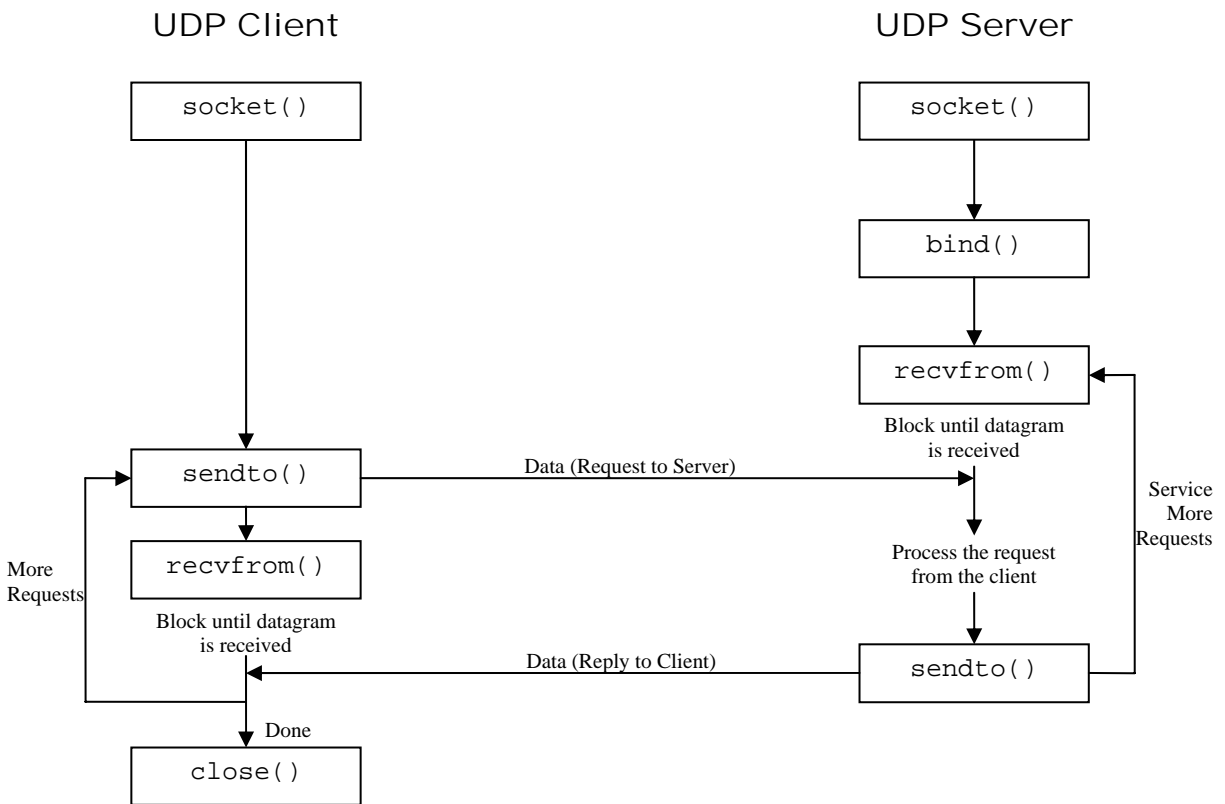 UDP Client
UDP Server
socket()
socket()
bind()
recvfrom()
Block until datagram
is received
sendto()
Data (Request to Server)
Service
More
Requests
recvfrom()
Process the request
from the client
More
Requests
Block until datagram
is received
Data (Reply to Client)
sendto()
Done
close()